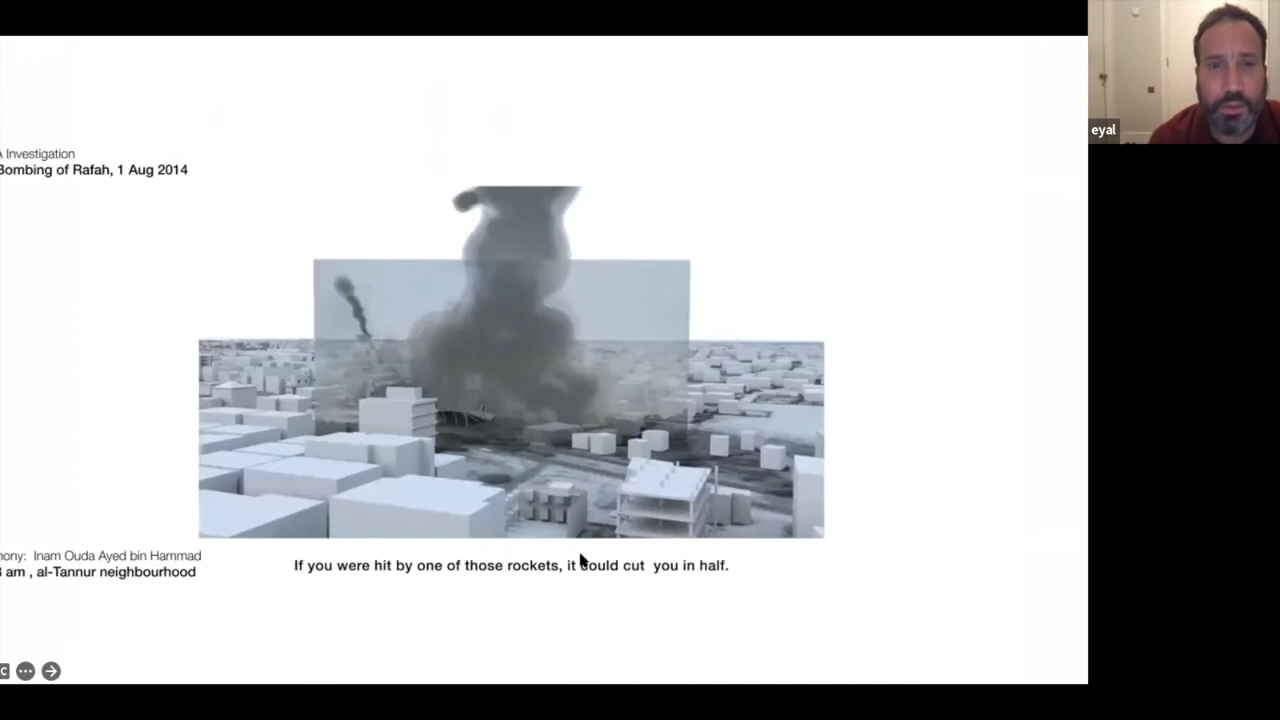 Investigation
Bombing of Rafah, 1 Aug 2014
eyal
Inam Ouda Ayed bin Hammad
am , al-Tannur neighbourhood
If you were hit by one of those rockets, it could cut you in half.